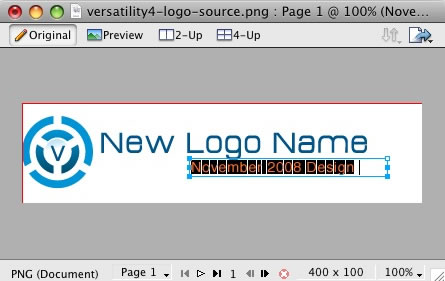 versatility4-logo-source.png : Page 1 @ 100% (Nove...
Original Preview 2-Up 4-Up
V
New Logo Name
November 2008 Design
PNG (Document) Page 1 1 400 x 100 100%